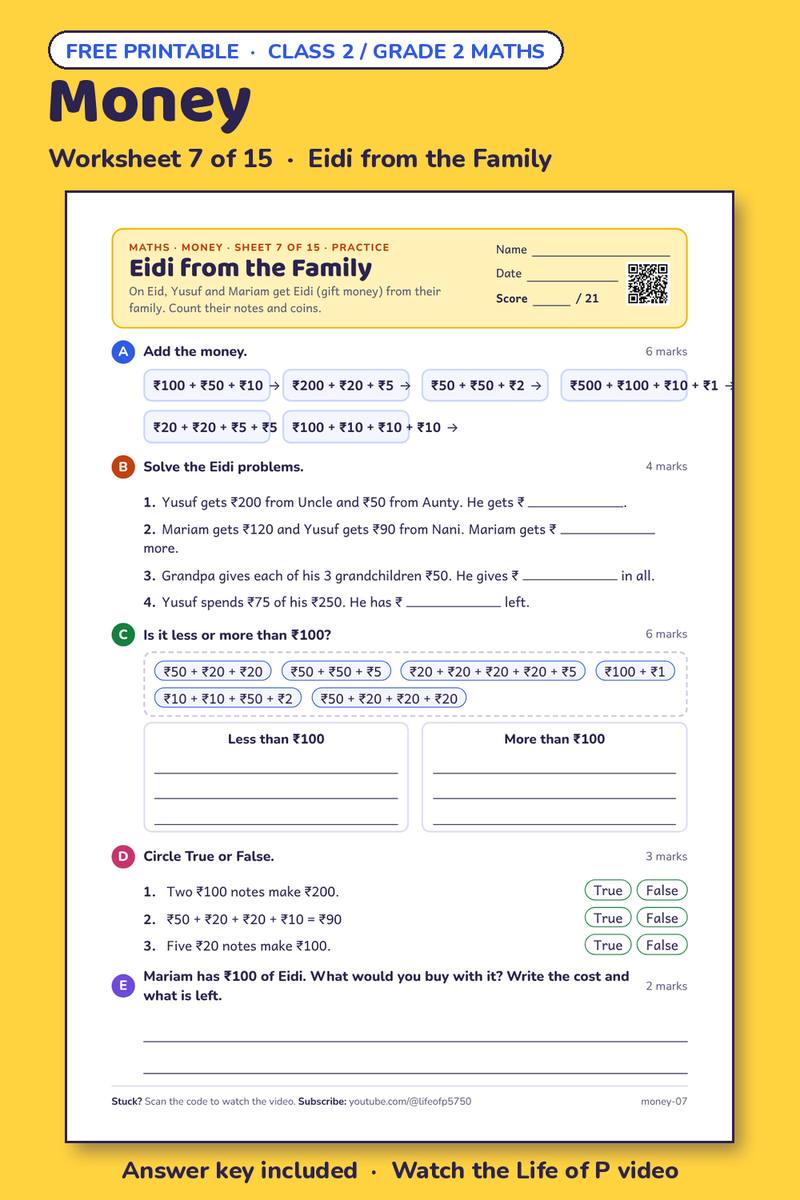 FREE PRINTABLE · CLASS 2 / GRADE 2 MATHS
Money
Worksheet 7 of 15 · Eidi from the Family
MATHS · MONEY · SHEET 7 OF 15 · PRACTICE
Eidi from the Family
On Eid, Yusuf and Mariam get Eidi (gift money) from their
family. Count their notes and coins.
Name ____
Date ____
Score ____ / 21
A Add the money. 6 marks
₹100 + ₹50 + ₹10 → ₹200 + ₹20 + ₹5 → ₹50 + ₹50 + ₹2 → ₹500 + ₹100 + ₹10 + ₹1 →
₹20 + ₹20 + ₹5 + ₹5 ₹100 + ₹10 + ₹10 + ₹10 →
B Solve the Eidi problems. 4 marks
1. Yusuf gets ₹200 from Uncle and ₹50 from Aunty. He gets ₹ ____.
2. Mariam gets ₹120 and Yusuf gets ₹90 from Nani. Mariam gets ₹ ____
more.
3. Grandpa gives each of his 3 grandchildren ₹50. He gives ₹ ____ in all.
4. Yusuf spends ₹75 of his ₹250. He has ₹ ____ left.
C Is it less or more than ₹100? 6 marks
₹50 + ₹20 + ₹20 ₹50 + ₹50 + ₹5 ₹20 + ₹20 + ₹20 + ₹20 + ₹5 ₹100 + ₹1
₹10 + ₹10 + ₹50 + ₹2 ₹50 + ₹20 + ₹20 + ₹20
Less than ₹100 More than ₹100
D Circle True or False. 3 marks
1. Two ₹100 notes make ₹200. True False
2. ₹50 + ₹20 + ₹20 + ₹10 = ₹90 True False
3. Five ₹20 notes make ₹100. True False
E Mariam has ₹100 of Eidi. What would you buy with it? Write the cost and
what is left. 2 marks
Stuck? Scan the code to watch the video. Subscribe: youtube.com/@lifeofp5750 money-07
Answer key included · Watch the Life of P video